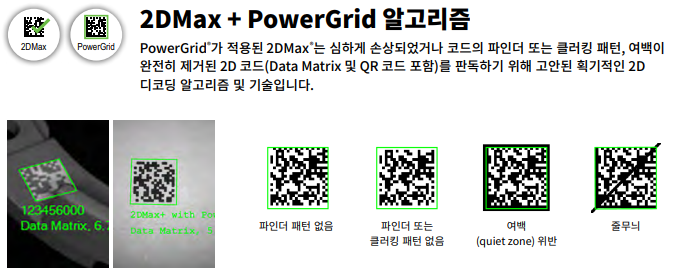 2DMax + PowerGrid 알고리즘
2DMax
PowerGrid
PowerGrid®가 적용된 2DMax®는 심하게 손상되었거나 코드의 파인더 또는 클러킹 패턴, 여백이
완전히 제거된 2D 코드(Data Matrix 및 QR 코드 포함)를 판독하기 위해 고안된 획기적인 2D
디코딩 알고리즘 및 기술입니다.
123456000
Data Matrix, 6.
2DMax+ with Po
Data Matrix, 5
파인더 패턴 없음
파인더 또는
클러킹 패턴 없음
여백
(quiet zone) 위반
줄무늬